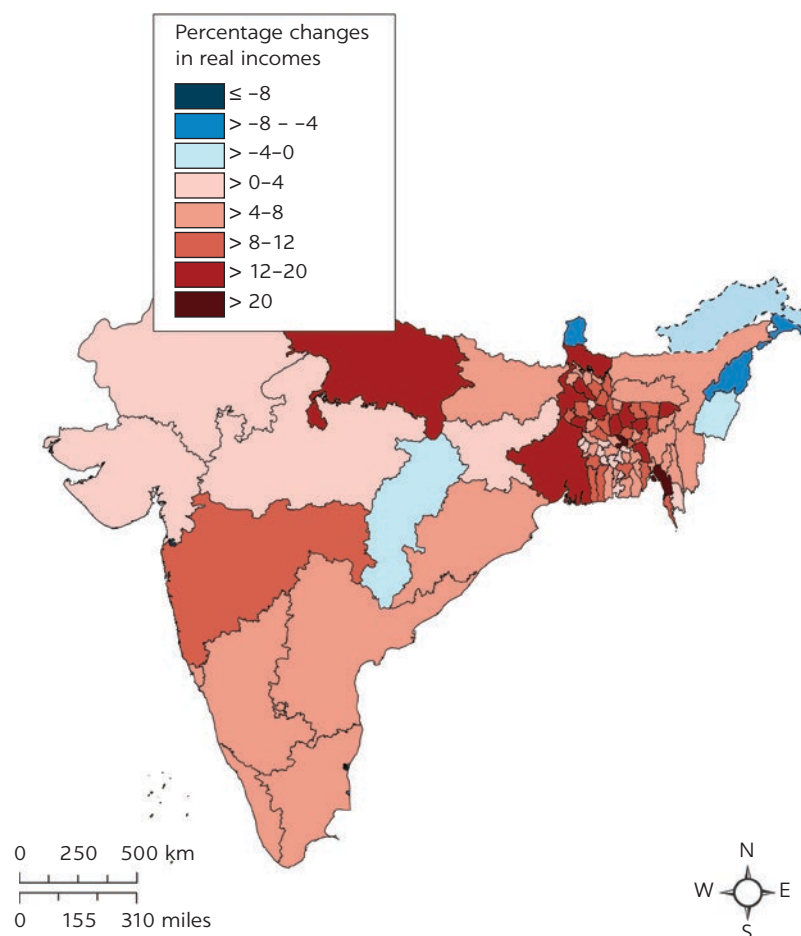 Percentage changes
in real incomes
≤ –8
> –8 – –4
> –4–0
> 0–4
> 4–8
> 8–12
> 12–20
> 20
0 250 500 km
0 155 310 miles
N
W E
S